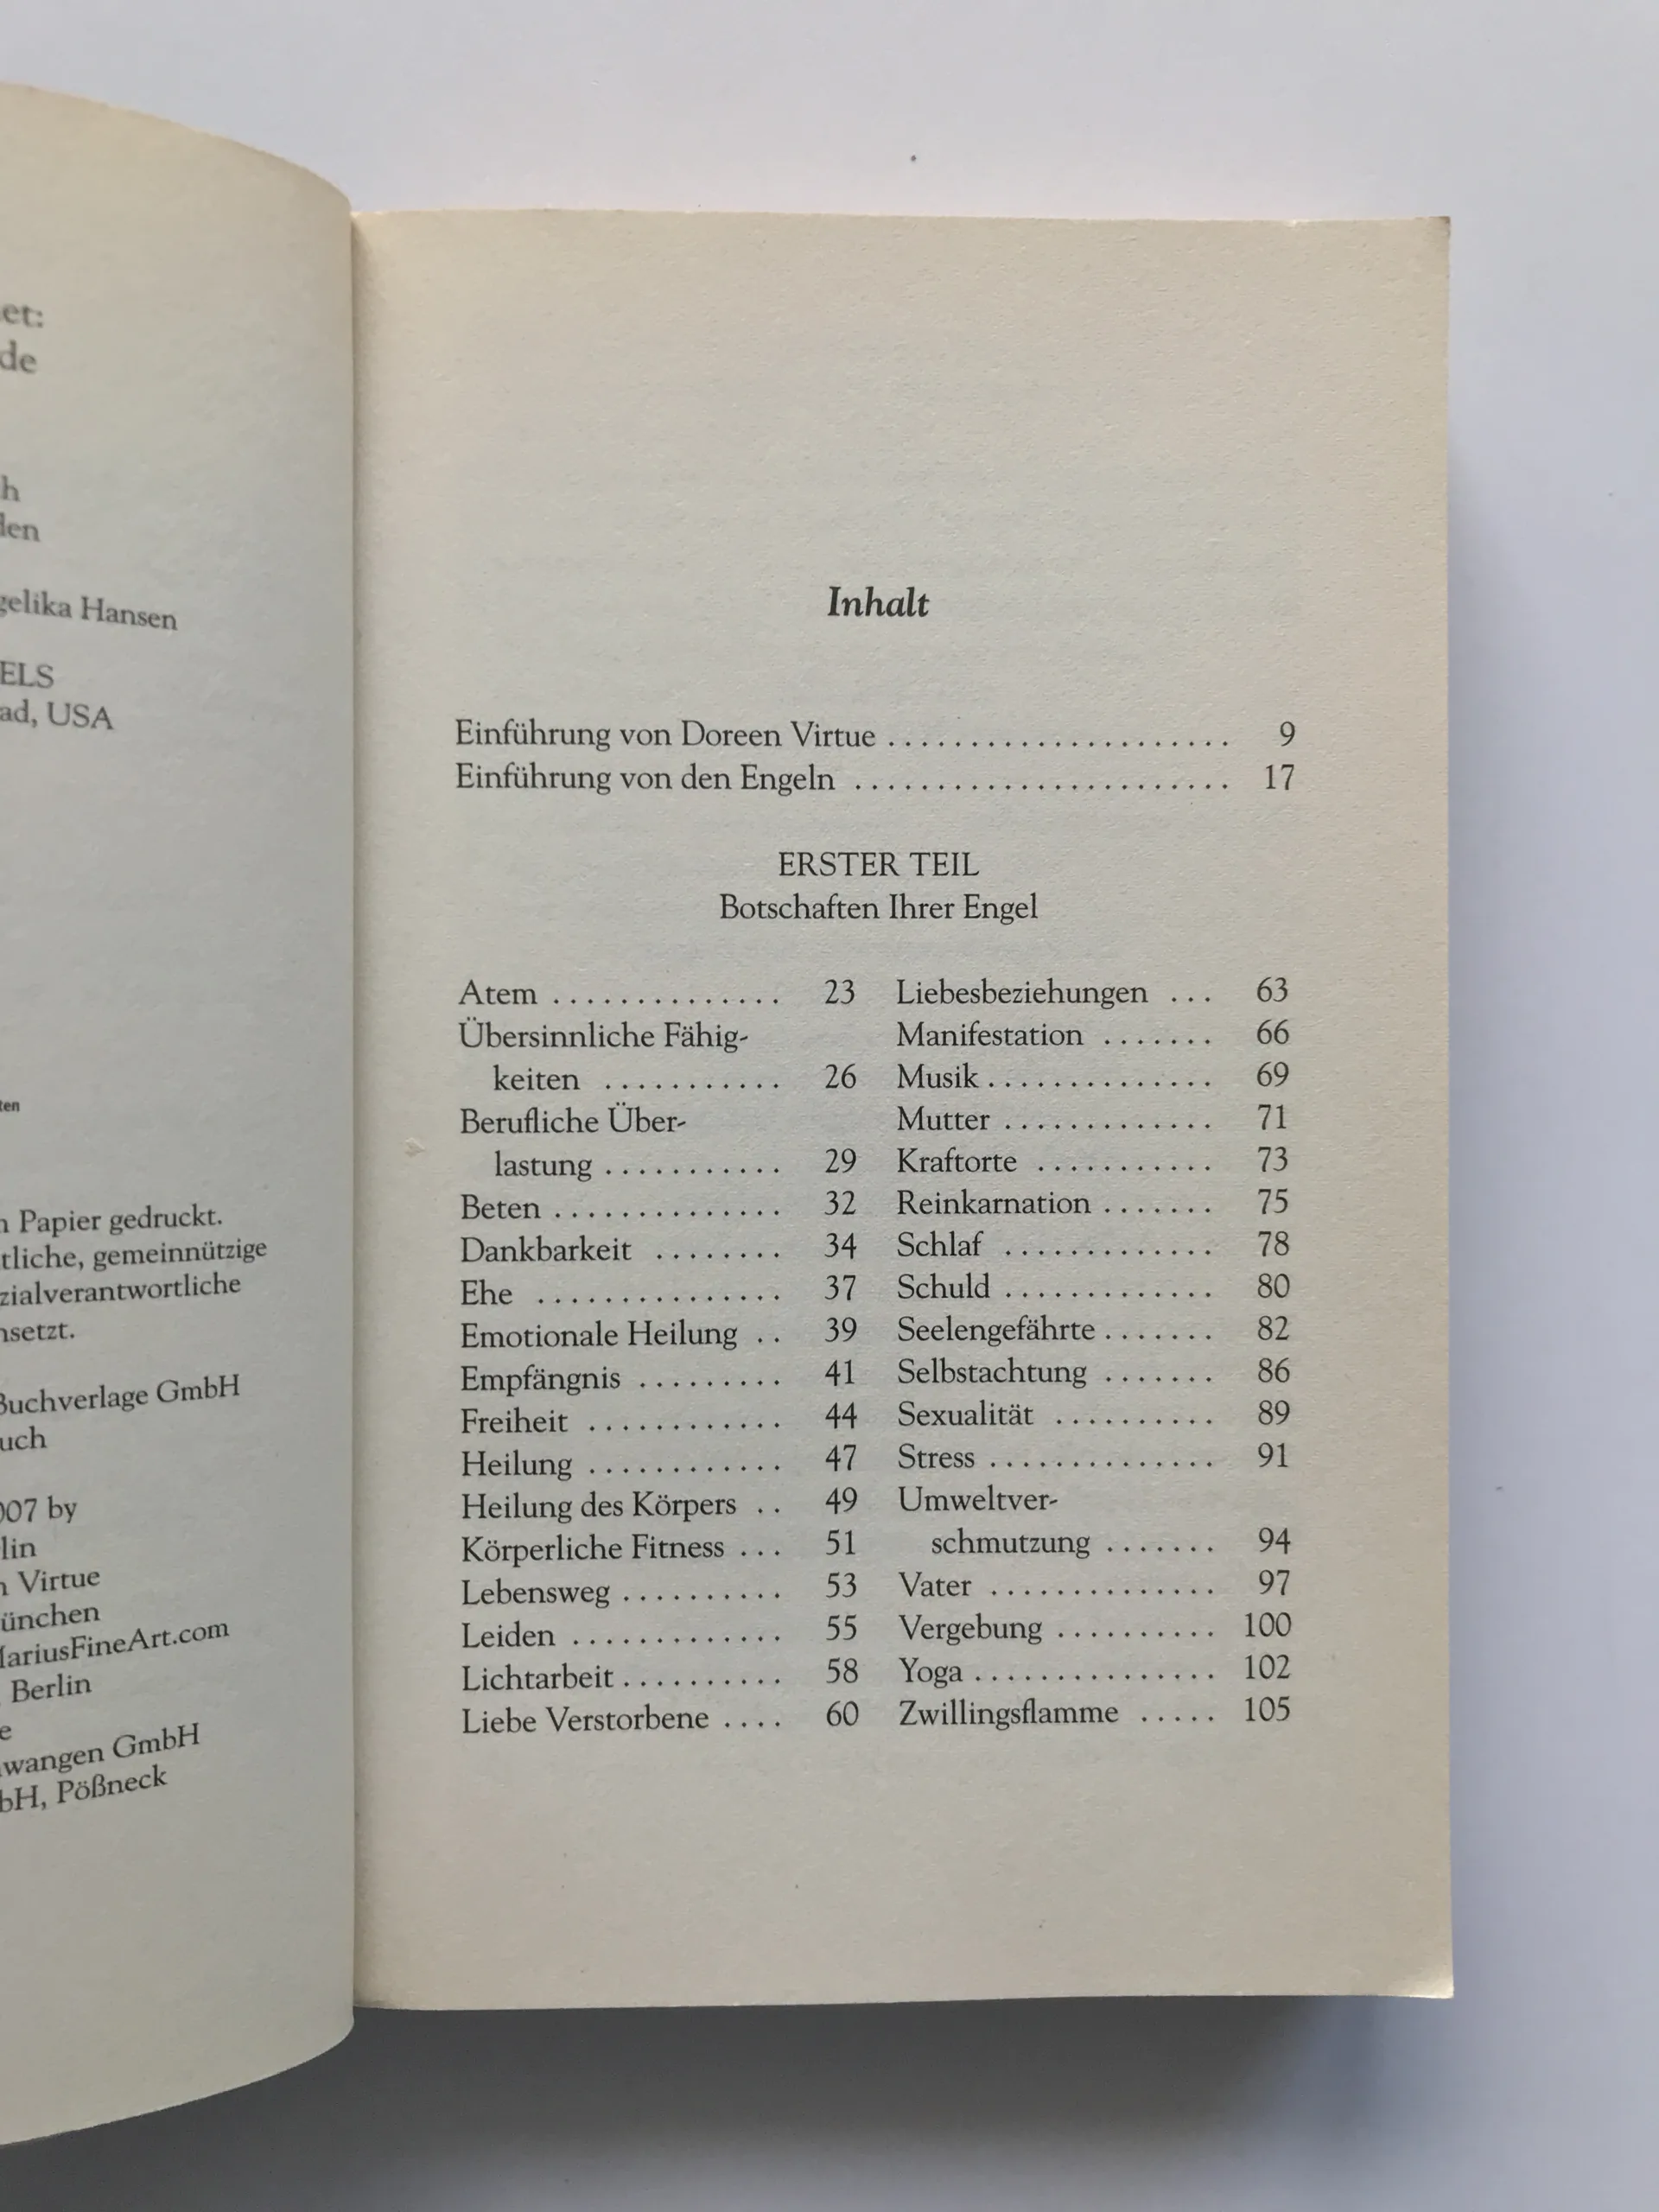 et:
de
h
den
gelika Hansen
ELS
ad, USA
ten
Papier gedruckt.
tliche, gemeinnützige
zialverantwortliche
nsetzt.
Buchverlage GmbH
uch
007 by
lin
n Virtue
ünchen
MariusFineArt.com
, Berlin
e
wangen GmbH
bH, Pößneck
Inhalt
Einführung von Doreen Virtue ..................... 9
Einführung von den Engeln ....................... 17
ERSTER TEIL
Botschaften Ihrer Engel
Atem .............. 23
Übersinnliche Fähig-
keiten ........... 26
Berufliche Über-
lastung ........... 29
Beten .............. 32
Dankbarkeit ........ 34
Ehe ............... 37
Emotionale Heilung .. 39
Empfängnis ......... 41
Freiheit ............ 44
Heilung ............ 47
Heilung des Körpers .. 49
Körperliche Fitness ... 51
Lebensweg .......... 53
Leiden ............. 55
Lichtarbeit .......... 58
Liebe Verstorbene .... 60
Liebesbeziehungen ... 63
Manifestation ....... 66
Musik .............. 69
Mutter ............. 71
Kraftorte ........... 73
Reinkarnation ....... 75
Schlaf ............. 78
Schuld ............. 80
Seelengefährte ....... 82
Selbstachtung ....... 86
Sexualität .......... 89
Stress .............. 91
Umweltver-
schmutzung ....... 94
Vater .............. 97
Vergebung .......... 100
Yoga ............... 102
Zwillingsflamme ..... 105